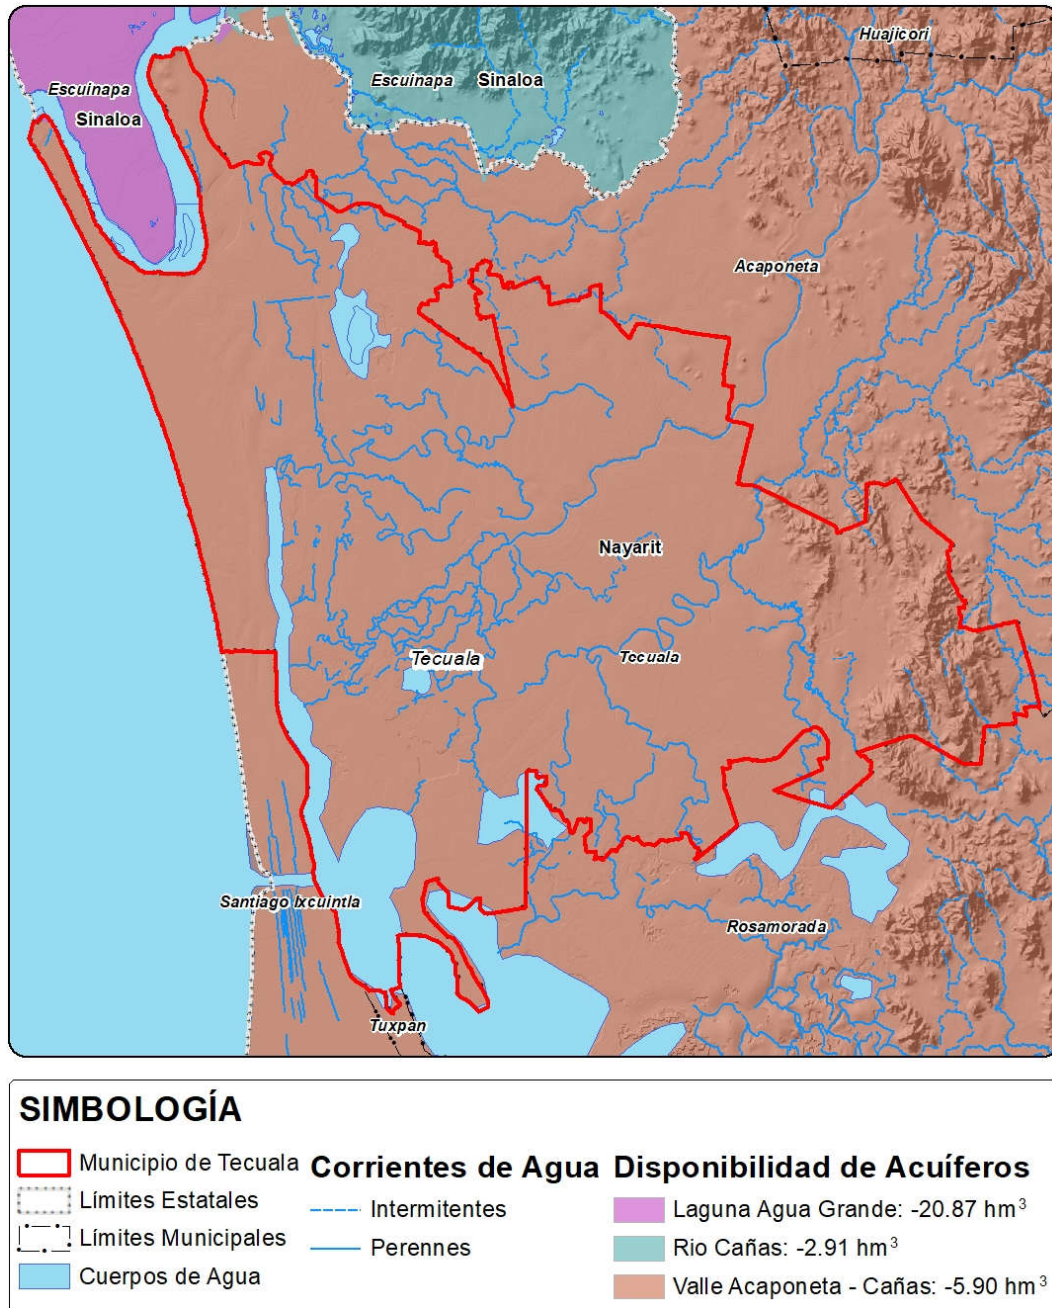 Huajicori
Escuinapa
Sinaloa
Escuinapa
Sinaloa
Acaponeta
Nayarit
Tecuala
Tecuala
Santiago Ixcuintla
Rosamorada
Tuxpan
SIMBOLOGÍA
Municipio de Tecuala
Límites Estatales
Límites Municipales
Cuerpos de Agua
Corrientes de Agua
Intermitentes
Perennes
Disponibilidad de Acuíferos
Laguna Agua Grande: -20.87 hm³
Rio Cañas: -2.91 hm³
Valle Acaponeta - Cañas: -5.90 hm³